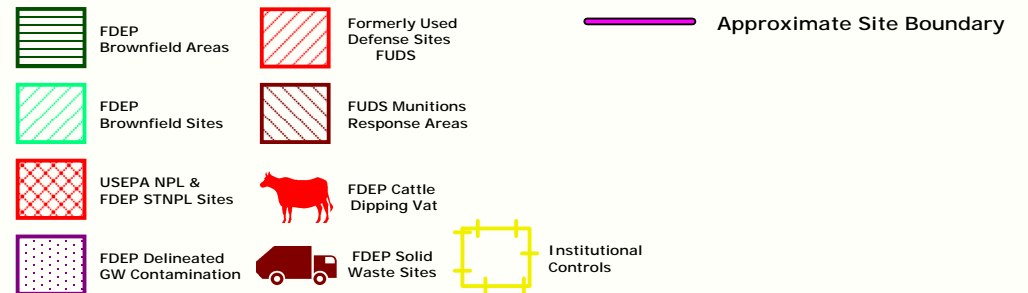 FDEP
Brownfield Areas
Formerly Used
Defense Sites
FUDS
Approximate Site Boundary
FDEP
Brownfield Sites
FUDS Munitions
Response Areas
USEPA NPL &
FDEP STNPL Sites
FDEP Cattle
Dipping Vat
FDEP Delineated
GW Contamination
FDEP Solid
Waste Sites
Institutional
Controls